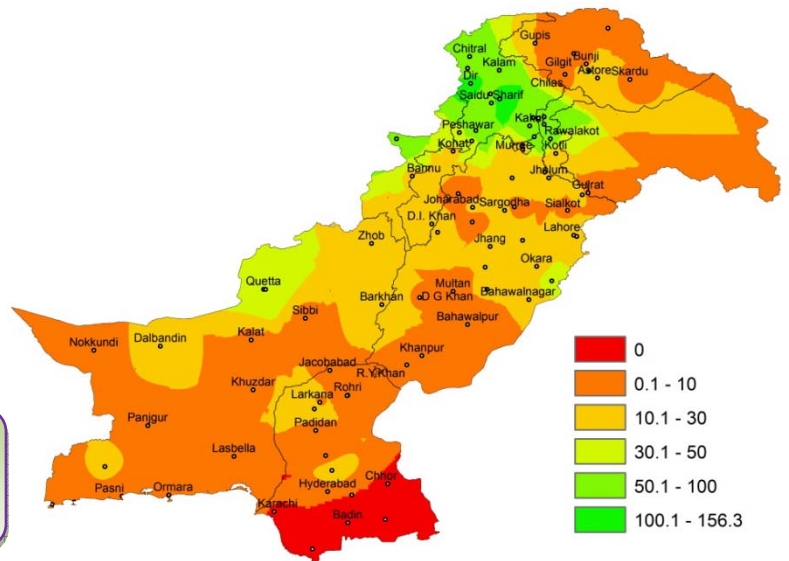 Gupis
Chitral
Bunji
Kalam
Gilgit
Astore
Skardu
Dir
Chilas
Saidu Sharif
Peshawar
Rawalakot
Kohat
Kotli
Bannu
Jhelum
Gujrat
Joharabad
Sargodha
Sialkot
D.I. Khan
Lahore
Zhob
Jhang
Okara
Quetta
Multan
D G Khan
Bahawalnagar
Barkhan
Sibbi
Bahawalpur
Kalat
Nokkundi
Dalbandin
Khanpur
Jacobabad
R.Y.Khan
Khuzdar
Rohri
Larkana
Panjgur
Padidan
Lasbella
Pasni
Ormara
Hyderabad
Chhor
Karachi
Badin
0
0.1 - 10
10.1 - 30
30.1 - 50
50.1 - 100
100.1 - 156.3